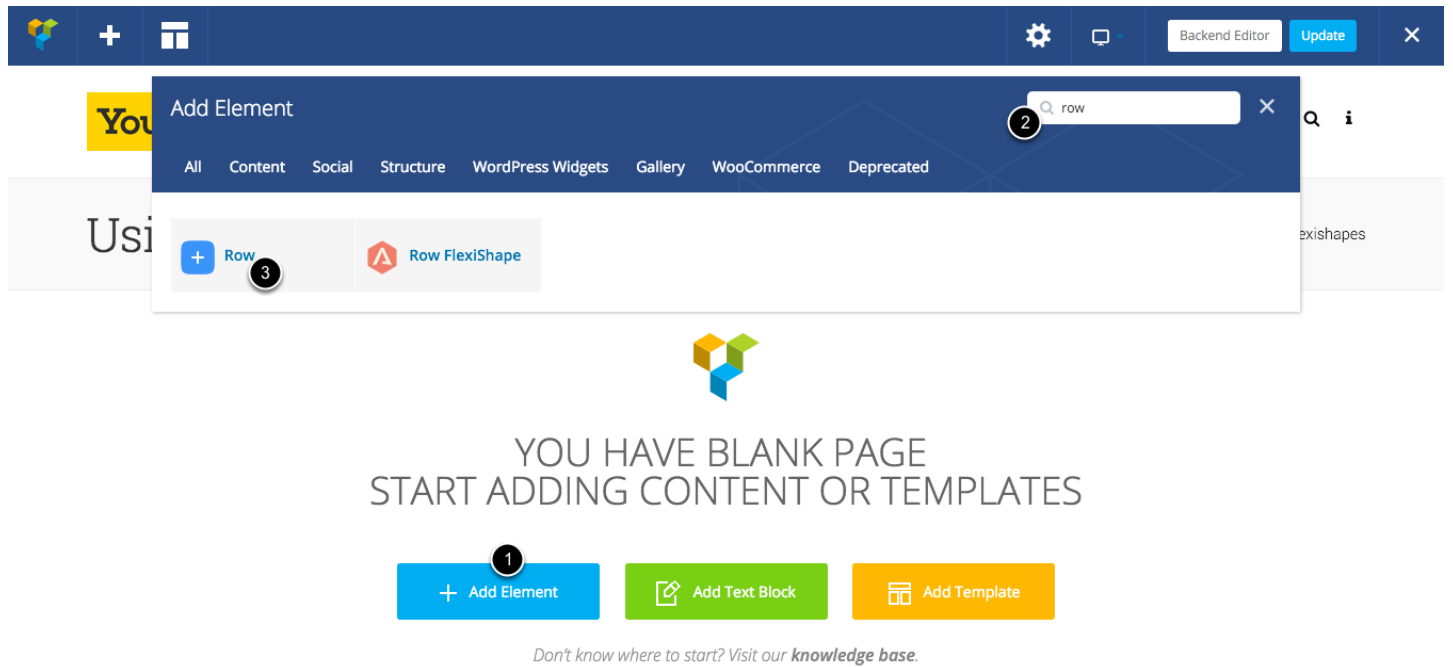 Backend Editor Update
You
Add Element
2 row
i
All Content Social Structure WordPress Widgets Gallery WooCommerce Deprecated
Usi
exishapes
Row
3
Row FlexiShape
YOU HAVE BLANK PAGE
START ADDING CONTENT OR TEMPLATES
1
Add Element Add Text Block Add Template
Don't know where to start? Visit our knowledge base.